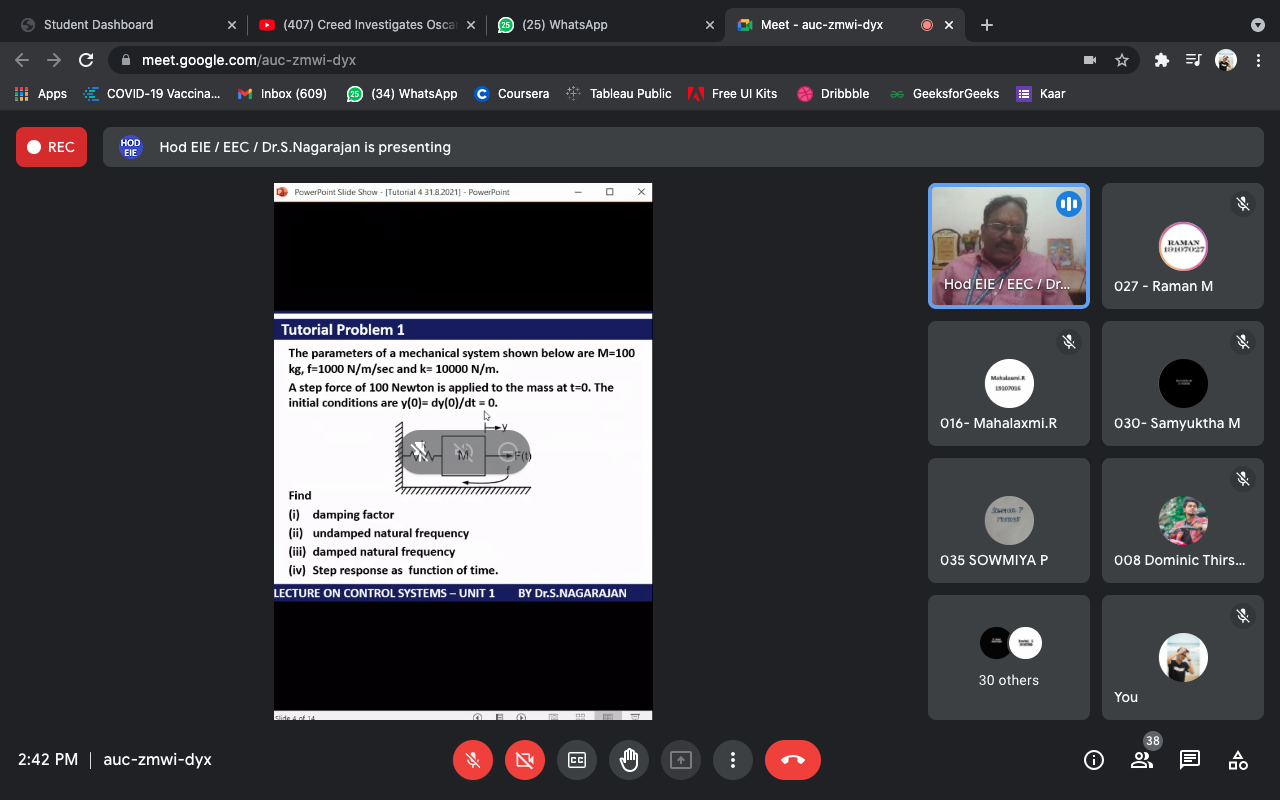 Student Dashboard
(407) Creed Investigates Osca
(25) WhatsApp
Meet - auc-zmwi-dyx
meet.google.com/auc-zmwi-dyx
Apps
COVID-19 Vaccina...
Inbox (609)
(34) WhatsApp
Coursera
Tableau Public
Free UI Kits
Dribbble
GeeksforGeeks
Kaar
REC
HOD EIE
Hod EIE / EEC / Dr.S.Nagarajan is presenting
PowerPoint Slide Show - [Tutorial 4 31.8.2021] - PowerPoint
Tutorial Problem 1
The parameters of a mechanical system shown below are M=100
kg, f=1000 N/m/sec and k= 10000 N/m.
A step force of 100 Newton is applied to the mass at t=0. The
initial conditions are y(0)= dy(0)/dt = 0.
y
M
F(t)
f
Find
(i) damping factor
(ii) undamped natural frequency
(iii) damped natural frequency
(iv) Step response as function of time.
LECTURE ON CONTROL SYSTEMS – UNIT 1 BY Dr.S.NAGARAJAN
Slide 4 of 14
Hod EIE / EEC / Dr...
RAMAN
19107027
027 - Raman M
Mahalaxmi.R
19107016
016- Mahalaxmi.R
030- Samyuktha M
SOWMIYA P
035 SOWMIYA P
008 Dominic Thirs...
30 others
You
2:42 PM
auc-zmwi-dyx
CC
38